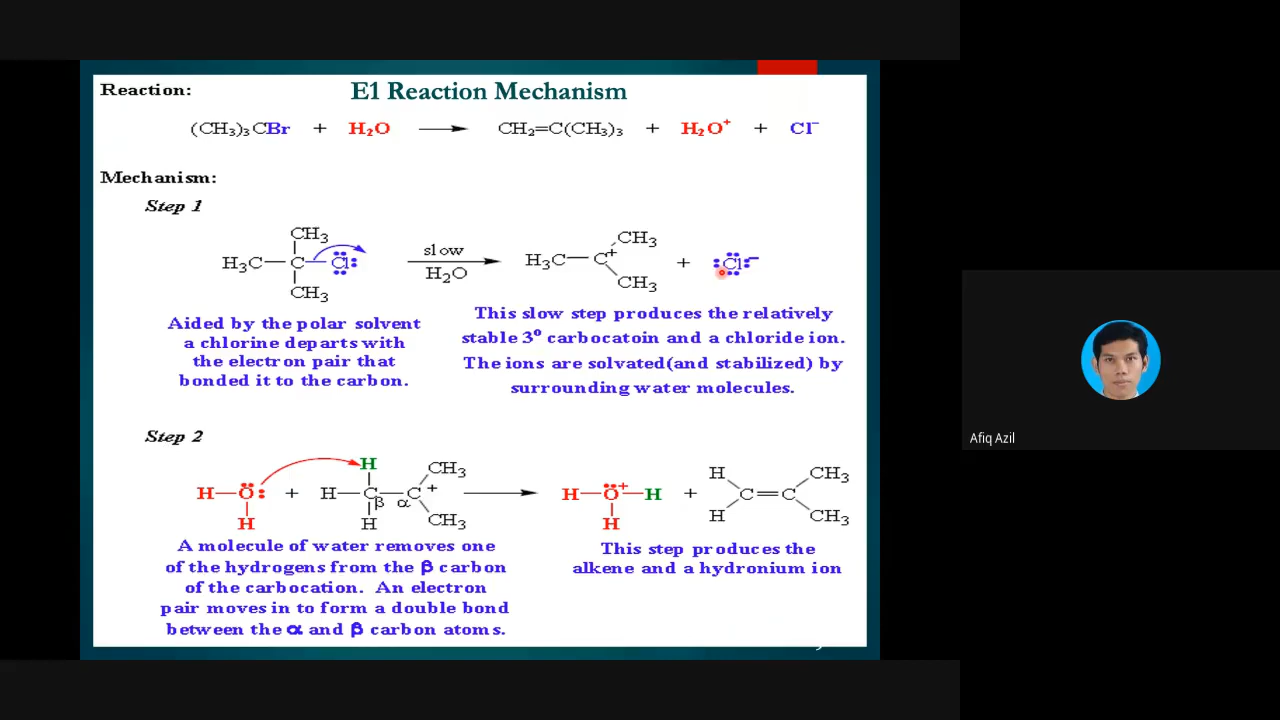 Reaction:
E1 Reaction Mechanism
(CH₃)₃CBr + H₂O ⟶ CH₂=C(CH₃)₃ + H₂O⁺ + Cl⁻
Mechanism:
Step 1
CH₃
H₃C—C—Cl
CH₃
slow
H₂O
CH₃
H₃C—C⁺
CH₃
+ Cl⁻
Aided by the polar solvent
a chlorine departs with
the electron pair that
bonded it to the carbon.
This slow step produces the relatively
stable 3º carbocatoin and a chloride ion.
The ions are solvated(and stabilized) by
surrounding water molecules.
Step 2
H CH₃
H—O: + H—C—C⁺
β α
H H CH₃
H CH₃
H—O⁺—H + C=C
H H CH₃
A molecule of water removes one
of the hydrogens from the β carbon
of the carbocation. An electron
pair moves in to form a double bond
between the α and β carbon atoms.
This step produces the
alkene and a hydronium ion
Afiq Azil